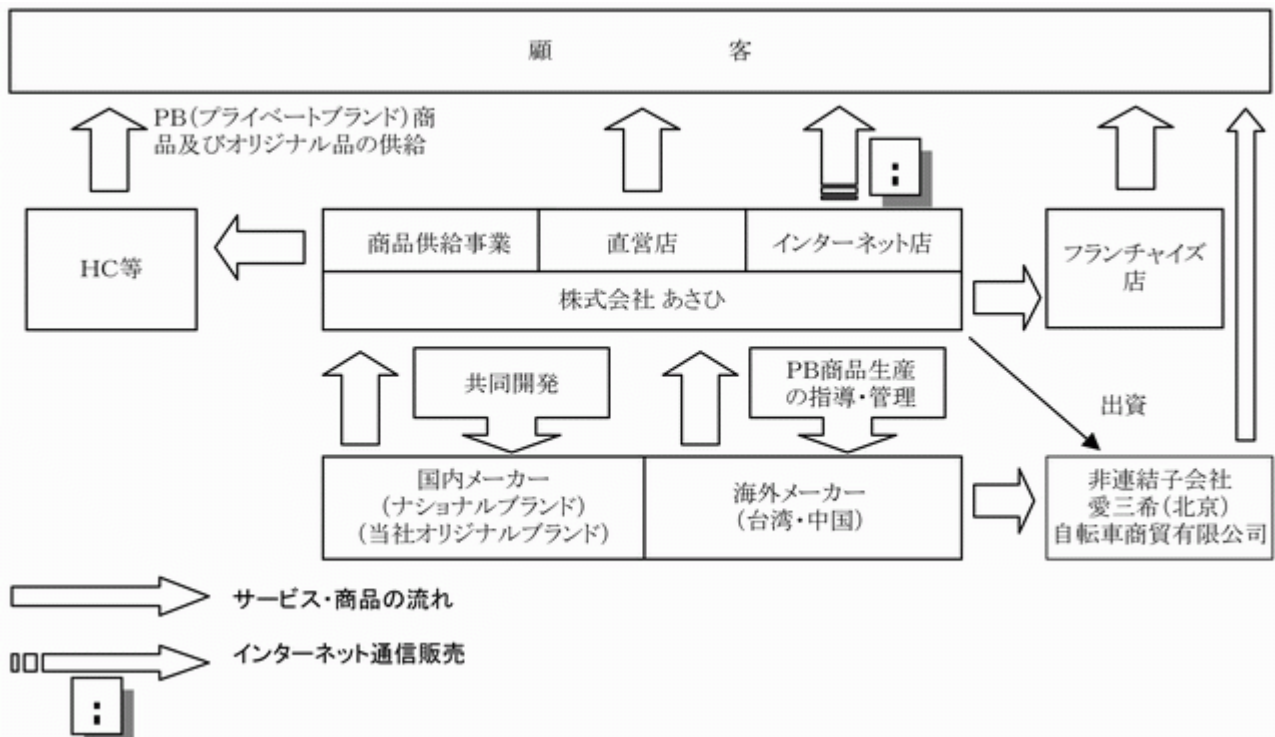 顧 客
PB(プライベートブランド)商
品及びオリジナル品の供給
:
HC等
商品供給事業
直営店
インターネット店
株式会社 あさひ
フランチャイズ
店
共同開発
PB商品生産
の指導・管理
出資
国内メーカー
(ナショナルブランド)
(当社オリジナルブランド)
海外メーカー
(台湾・中国)
非連結子会社
愛三希(北京)
自転車商貿有限公司
サービス・商品の流れ
インターネット通信販売
: